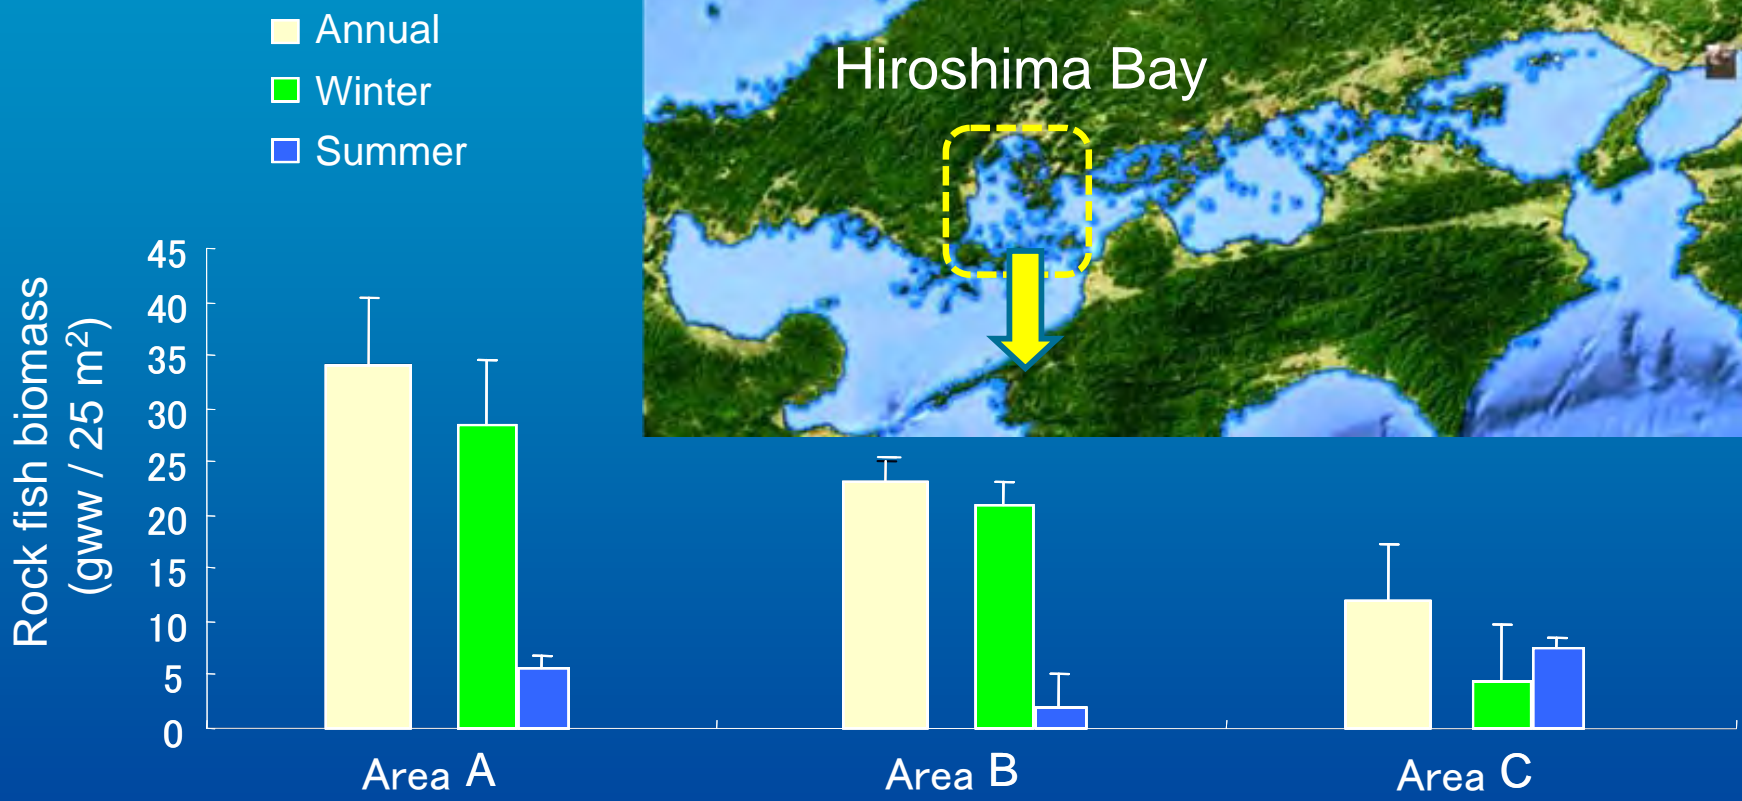 Annual
Winter
Summer
Hiroshima Bay
Rock fish biomass
(gww / 25 m²)
45
40
35
30
25
20
15
10
5
0
Area A
Area B
Area C